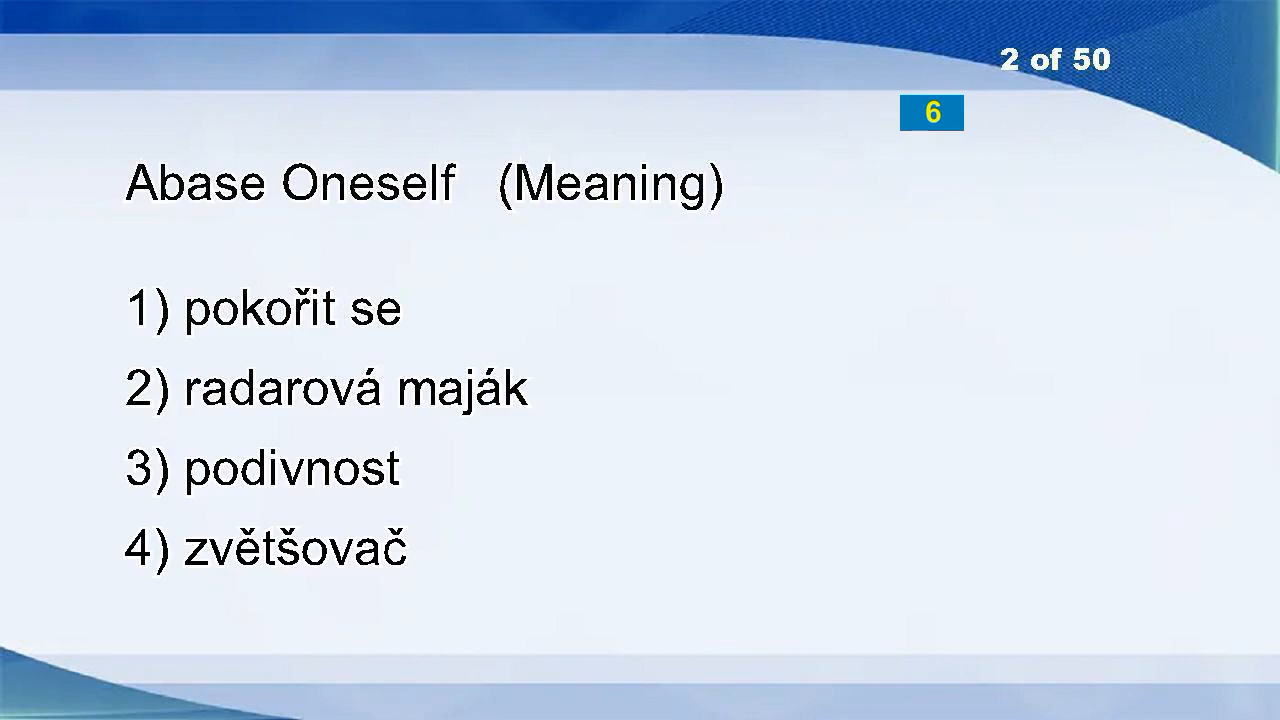 2 of 50
6
Abase Oneself (Meaning)
1) pokořit se
2) radarová maják
3) podivnost
4) zvětšovač